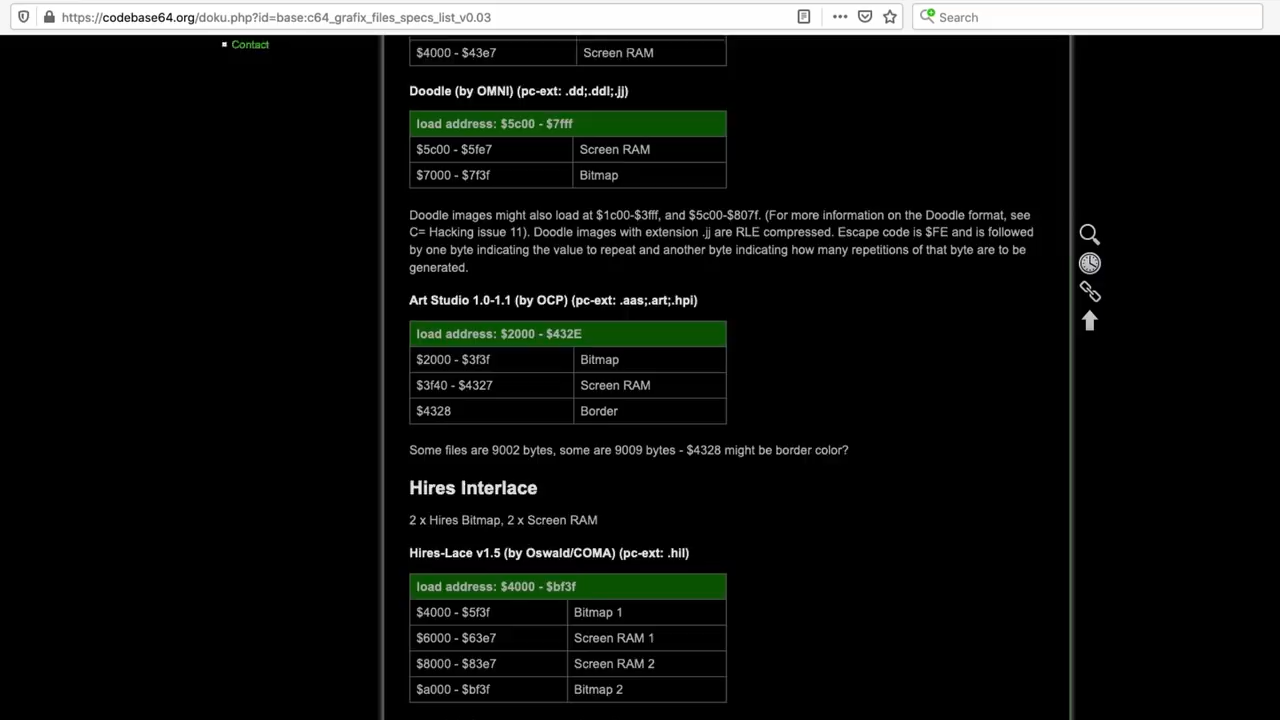 https://codebase64.org/doku.php?id=base:c64_grafix_files_specs_list_v0.03
Search
Contact
$4000 - $43e7 Screen RAM
Doodle (by OMNI) (pc-ext: .dd;.ddl;.jj)
load address: $5c00 - $7fff
$5c00 - $5fe7 Screen RAM
$7000 - $7f3f Bitmap
Doodle images might also load at $1c00-$3fff, and $5c00-$807f. (For more information on the Doodle format, see
C= Hacking issue 11). Doodle images with extension .jj are RLE compressed. Escape code is $FE and is followed
by one byte indicating the value to repeat and another byte indicating how many repetitions of that byte are to be
generated.
Art Studio 1.0-1.1 (by OCP) (pc-ext: .aas;.art;.hpi)
load address: $2000 - $432E
$2000 - $3f3f Bitmap
$3f40 - $4327 Screen RAM
$4328 Border
Some files are 9002 bytes, some are 9009 bytes - $4328 might be border color?
Hires Interlace
2 x Hires Bitmap, 2 x Screen RAM
Hires-Lace v1.5 (by Oswald/COMA) (pc-ext: .hil)
load address: $4000 - $bf3f
$4000 - $5f3f Bitmap 1
$6000 - $63e7 Screen RAM 1
$8000 - $83e7 Screen RAM 2
$a000 - $bf3f Bitmap 2